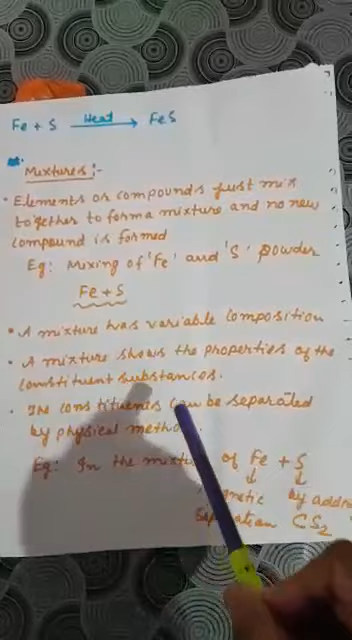 Fe + S Heat → FeS
Mixtures:-
• Elements or compounds just mix
together to form a mixture and no new
compound is formed
Eg: Mixing of 'Fe' and 'S' powder
Fe + S
• A mixture has variable composition
• A mixture shows the properties of the
constituent substances.
• The constituents can be separated
by physical methods.
Eg: In the mixture of Fe + S
↓ ↓
by
Separation CS₂